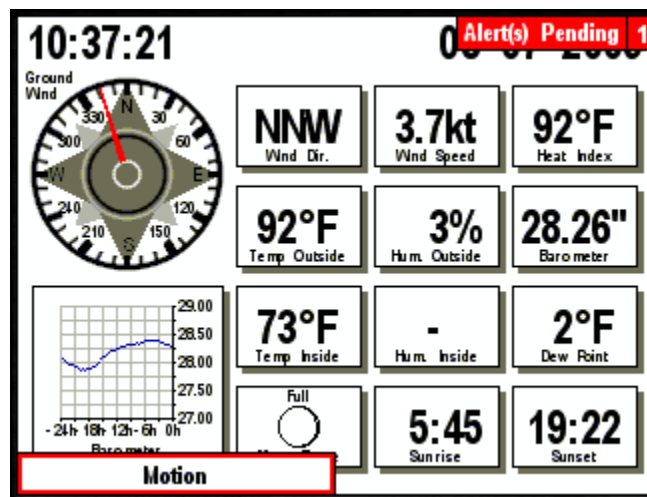 10:37:21
Alert(s) Pending 1
Ground
Wind
N
30
60
E
120
150
S
210
240
W
300
330
NNW
Wind Dir.
3.7kt
Wind Speed
92°F
Heat Index
92°F
Temp Outside
3%
Hum. Outside
28.26"
Barometer
73°F
Temp Inside
-
Hum. Inside
2°F
Dew Point
29.00
28.50
28.00
27.50
27.00
-24h 18h 12h -6h 0h
Barometer
Full
5:45
Sunrise
19:22
Sunset
Motion